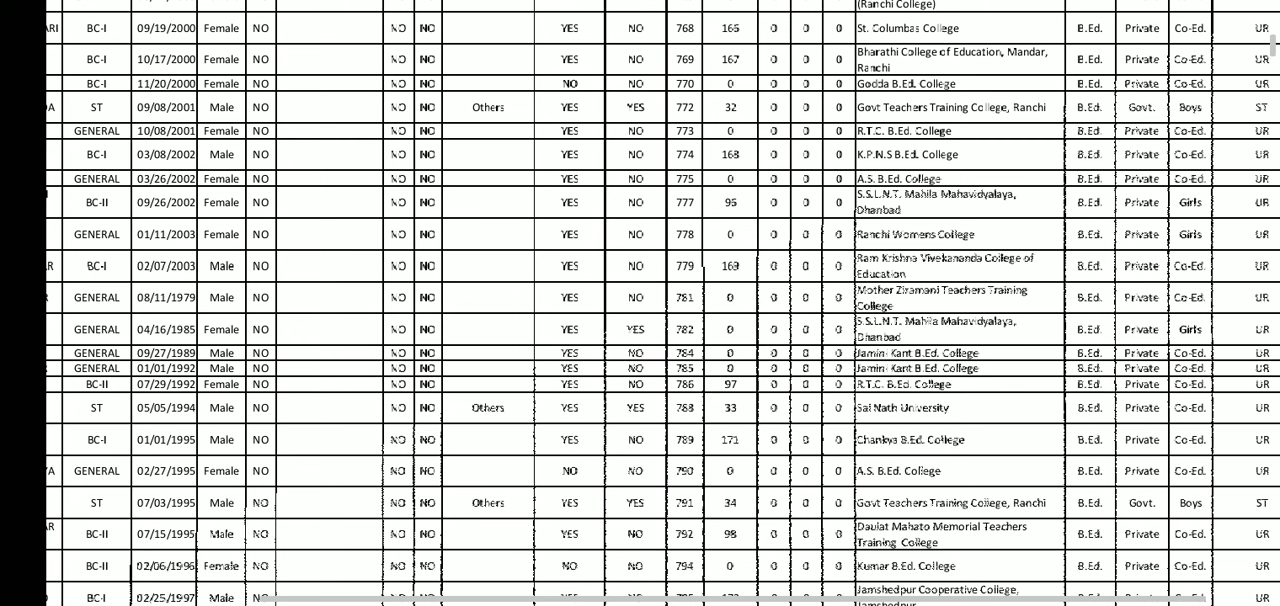 (Ranchi College)
ARI BC-I 09/19/2000 Female NO NO NO YES NO 768 166 0 0 0 St. Columbas College B.Ed. Private Co-Ed. UR
BC-I 10/17/2000 Female NO NO NO YES NO 769 167 0 0 0 Bharathi College of Education, Mandar, B.Ed. Private Co-Ed. UR
Ranchi
BC-I 11/20/2000 Female NO NO NO NO NO 770 0 0 0 0 Godda B.Ed. College B.Ed. Private Co-Ed. UR
A ST 09/08/2001 Male NO NO NO Others YES YES 772 32 0 0 0 Govt Teachers Training College, Ranchi B.Ed. Govt. Boys ST
GENERAL 10/08/2001 Female NO NO NO YES NO 773 0 0 0 0 R.T.C. B.Ed. College B.Ed. Private Co-Ed. UR
BC-I 03/08/2002 Male NO NO NO YES NO 774 168 0 0 0 K.P.N.S B.Ed. College B.Ed. Private Co-Ed. UR
GENERAL 03/26/2002 Female NO NO NO YES NO 775 0 0 0 0 A.S. B.Ed. College B.Ed. Private Co-Ed. UR
BC-II 09/26/2002 Female NO NO NO YES NO 777 96 0 0 0 S.S.L.N.T. Mahila Mahavidyalaya, B.Ed. Private Girls UR
Dhanbad
GENERAL 01/11/2003 Female NO NO NO YES NO 778 0 0 0 0 Ranchi Womens College B.Ed. Private Girls UR
R BC-I 02/07/2003 Male NO NO NO YES NO 779 169 0 0 0 Ram Krishna Vivekananda College of B.Ed. Private Co-Ed. UR
Education
GENERAL 08/11/1979 Male NO NO NO YES NO 781 0 0 0 0 Mother Ziramani Teachers Training B.Ed. Private Co-Ed. UR
College
GENERAL 04/16/1985 Female NO NO NO YES YES 782 0 0 0 0 S.S.L.N.T. Mahila Mahavidyalaya, B.Ed. Private Girls UR
Dhanbad
GENERAL 09/27/1989 Male NO NO NO YES NO 784 0 0 0 0 Jamini Kant B.Ed. College B.Ed. Private Co-Ed. UR
GENERAL 01/01/1992 Male NO NO NO YES NO 785 0 0 0 0 Jamini Kant B.Ed. College B.Ed. Private Co-Ed. UR
BC-II 07/29/1992 Female NO NO NO YES NO 786 97 0 0 0 R.T.C. B.Ed. College B.Ed. Private Co-Ed. UR
ST 05/05/1994 Male NO NO NO Others YES YES 788 33 0 0 0 Sai Nath University B.Ed. Private Co-Ed. UR
BC-I 01/01/1995 Male NO NO NO YES NO 789 171 0 0 0 Chankya B.Ed. College B.Ed. Private Co-Ed. UR
YA GENERAL 02/27/1995 Female NO NO NO NO NO 790 0 0 0 0 A.S. B.Ed. College B.Ed. Private Co-Ed. UR
ST 07/03/1995 Male NO NO NO Others YES YES 791 34 0 0 0 Govt Teachers Training College, Ranchi B.Ed. Govt. Boys ST
AR BC-II 07/15/1995 Male NO NO NO YES NO 792 98 0 0 0 Daulat Mahato Memorial Teachers B.Ed. Private Co-Ed. UR
Training College
BC-II 02/06/1996 Female NO NO NO NO NO 794 0 0 0 0 Kumar B.Ed. College B.Ed. Private Co-Ed. UR
BC-I 02/25/1997 Male NO NO NO YES NO 0 0 0 Jamshedpur Cooperative College, B.Ed. Private Co-Ed. UR
Jamshedpur